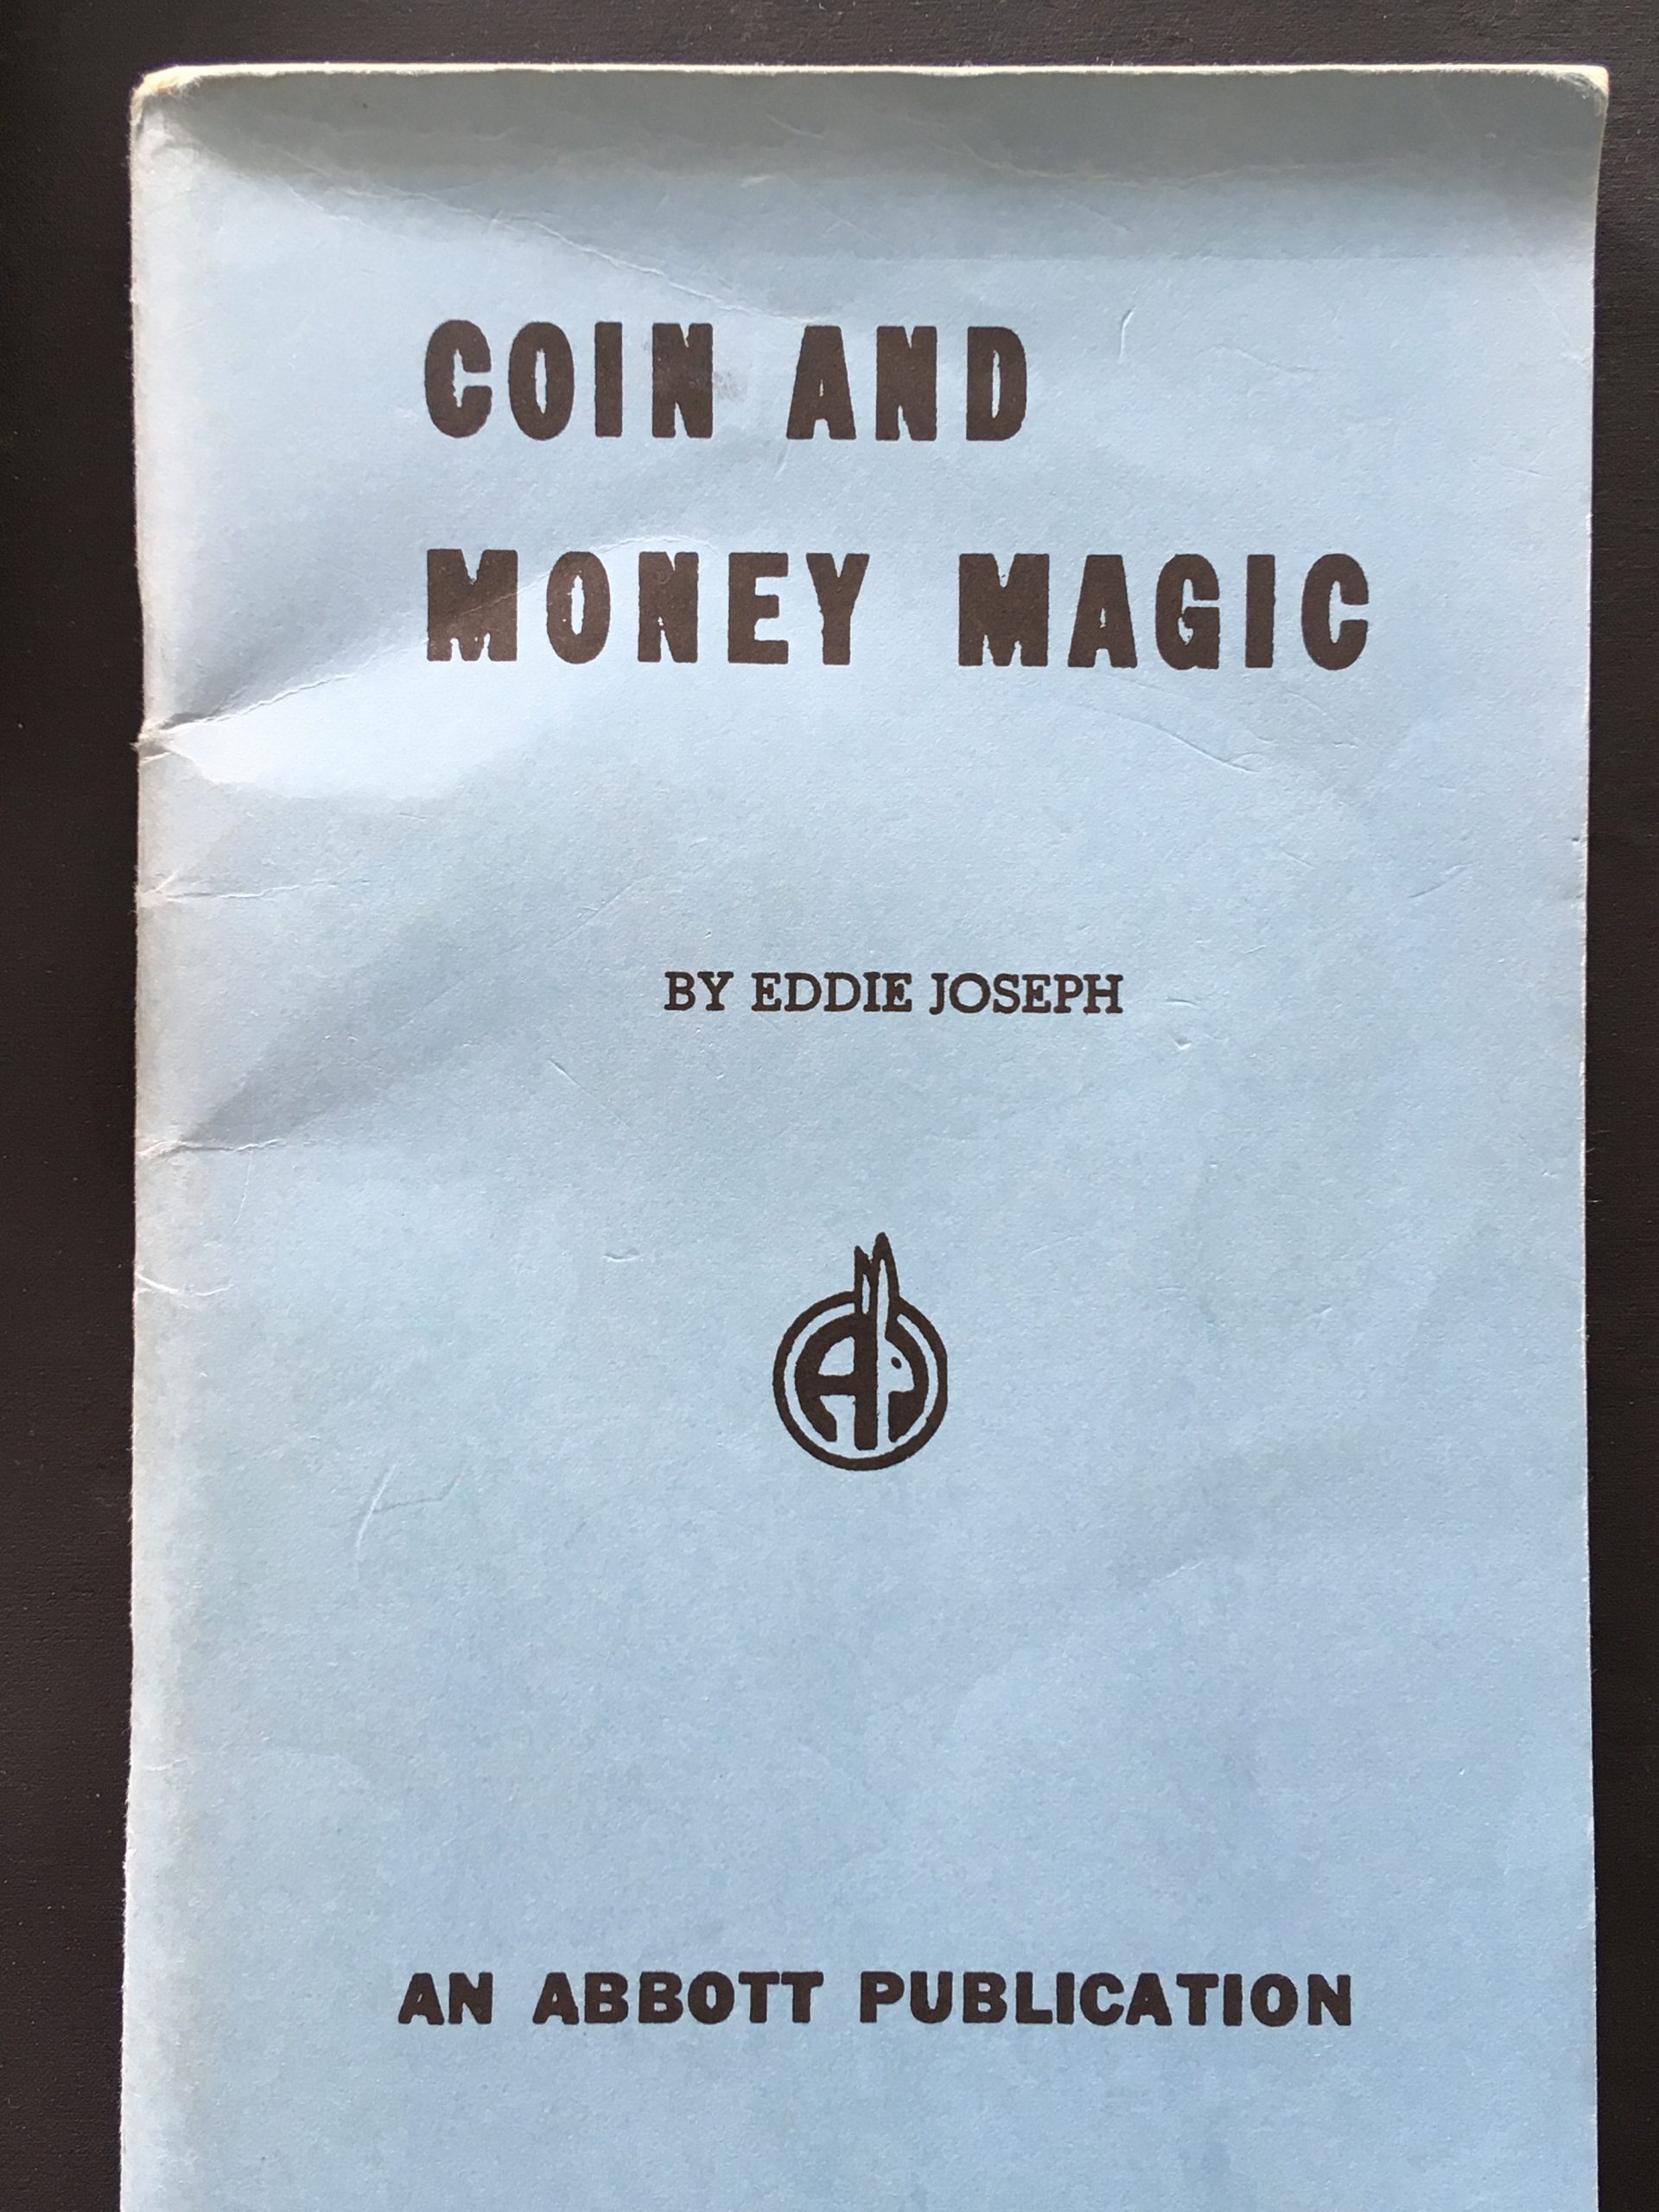 COIN AND
MONEY MAGIC
BY EDDIE JOSEPH
A
AN ABBOTT PUBLICATION